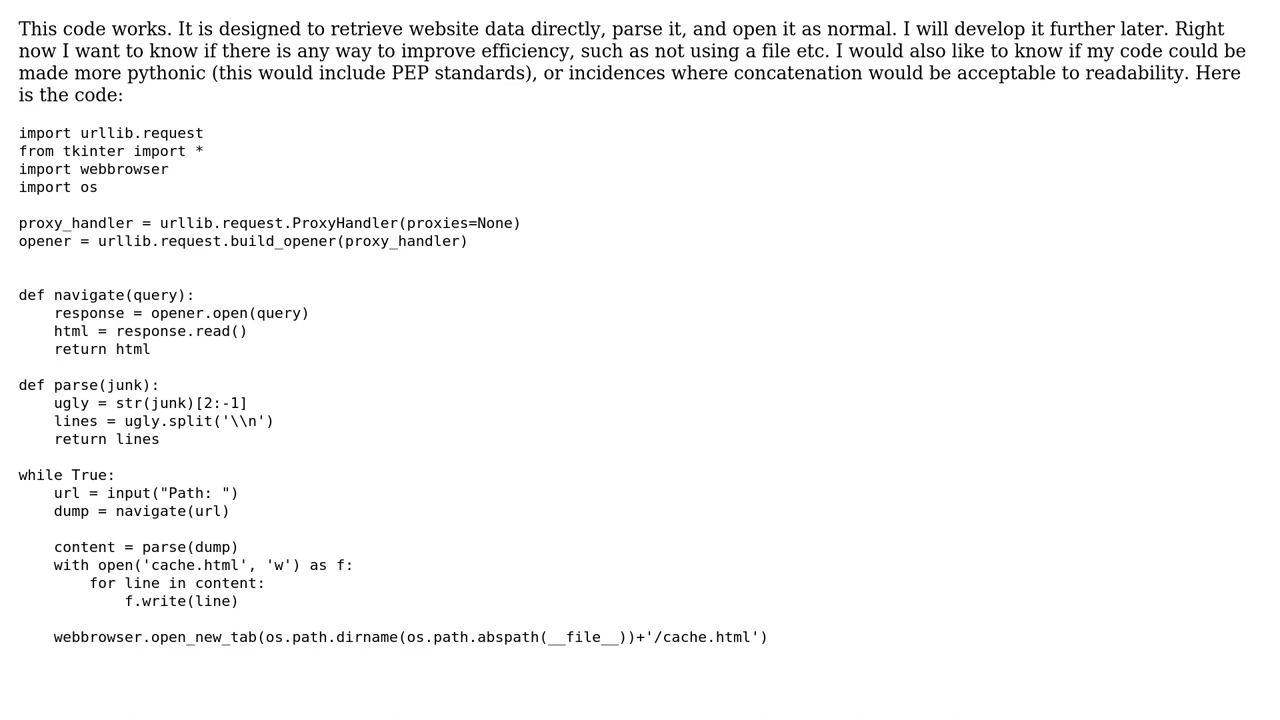 This code works. It is designed to retrieve website data directly, parse it, and open it as normal. I will develop it further later. Right
now I want to know if there is any way to improve efficiency, such as not using a file etc. I would also like to know if my code could be
made more pythonic (this would include PEP standards), or incidences where concatenation would be acceptable to readability. Here
is the code:

import urllib.request
from tkinter import *
import webbrowser
import os

proxy_handler = urllib.request.ProxyHandler(proxies=None)
opener = urllib.request.build_opener(proxy_handler)


def navigate(query):
    response = opener.open(query)
    html = response.read()
    return html

def parse(junk):
    ugly = str(junk)[2:-1]
    lines = ugly.split('\\n')
    return lines

while True:
    url = input("Path: ")
    dump = navigate(url)

    content = parse(dump)
    with open('cache.html', 'w') as f:
        for line in content:
            f.write(line)

    webbrowser.open_new_tab(os.path.dirname(os.path.abspath(__file__))+'/cache.html')